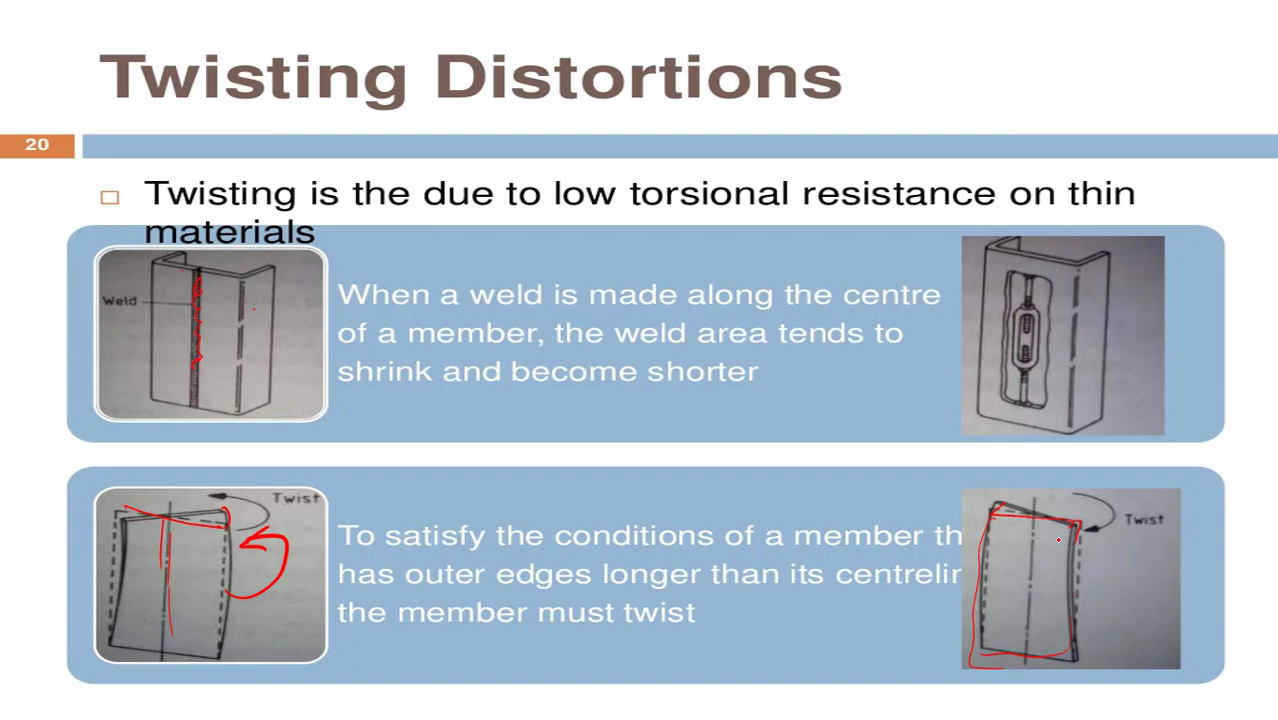 Twisting Distortions
20
Twisting is the due to low torsional resistance on thin
materials
Weld
When a weld is made along the centre
of a member, the weld area tends to
shrink and become shorter
Twist
To satisfy the conditions of a member th
has outer edges longer than its centrelin
the member must twist
Twist